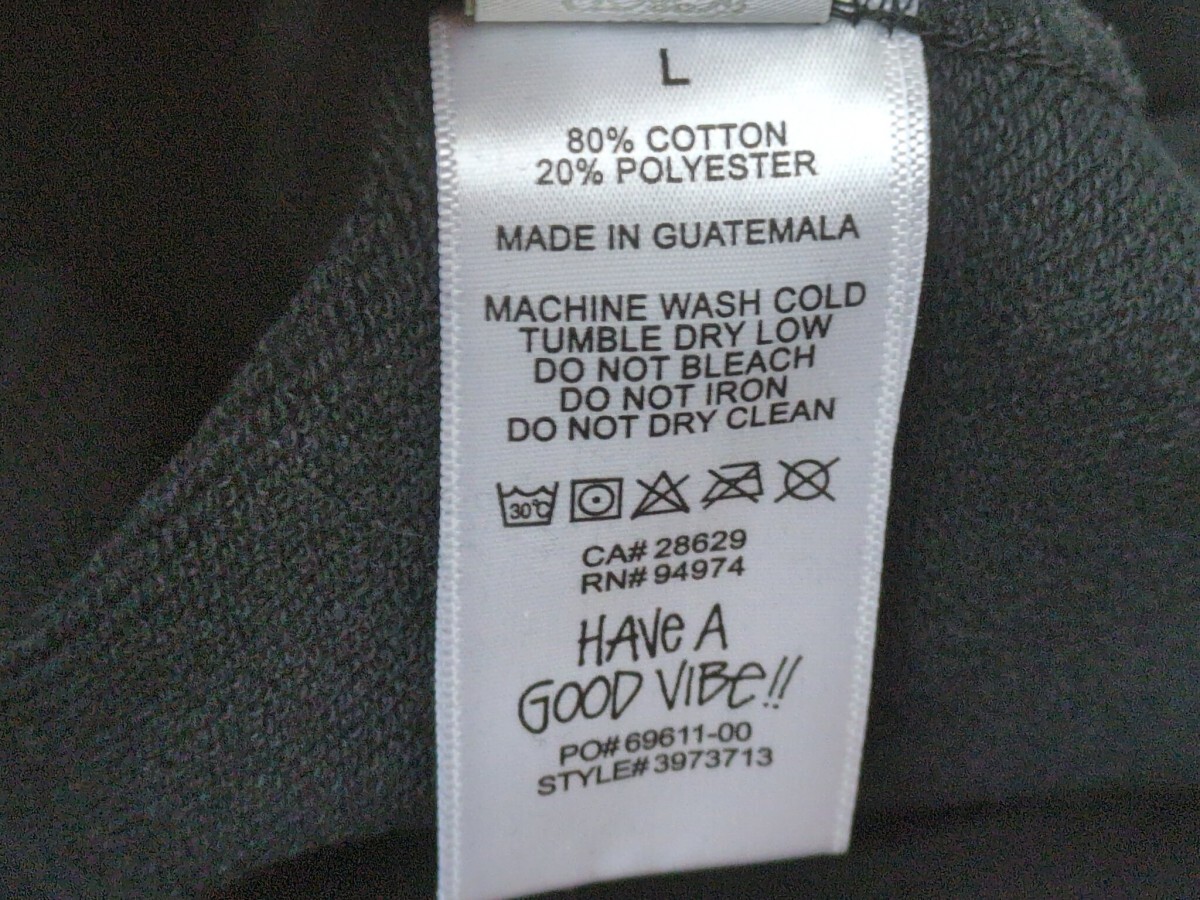 L
80% COTTON
20% POLYESTER
MADE IN GUATEMALA
MACHINE WASH COLD
TUMBLE DRY LOW
DO NOT BLEACH
DO NOT IRON
DO NOT DRY CLEAN
30°C
CA# 28629
RN# 94974
HAVe A
GOOD VIBe!!
PO# 69611-00
STYLE# 3973713